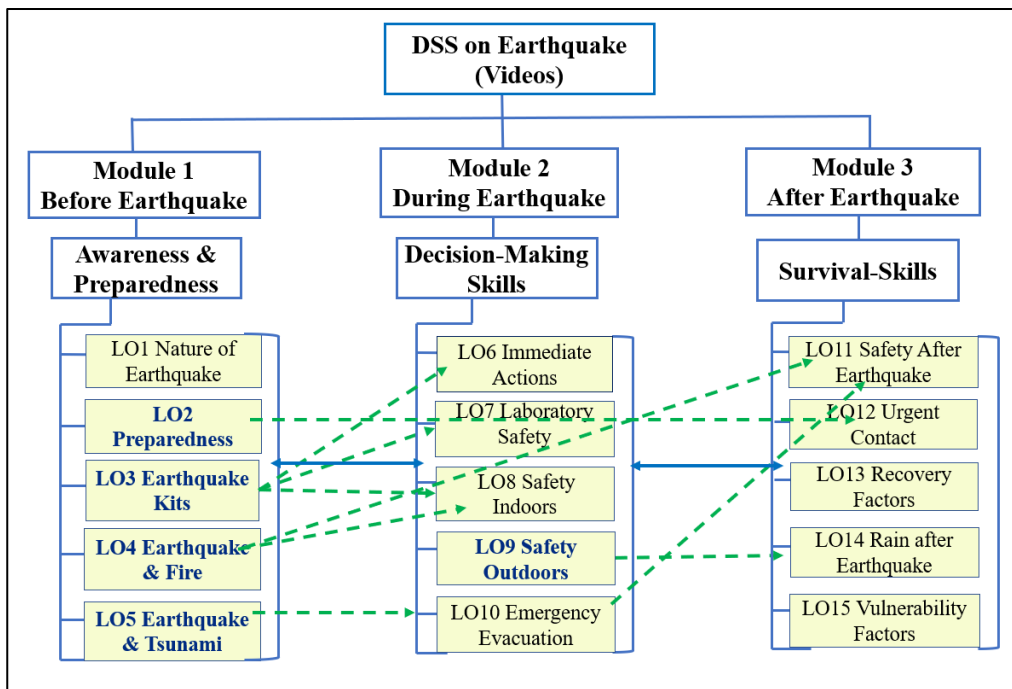 DSS on Earthquake
(Videos)
Module 1
Before Earthquake
Module 2
During Earthquake
Module 3
After Earthquake
Awareness &
Preparedness
Decision-Making
Skills
Survival-Skills
LO1 Nature of
Earthquake
LO2
Preparedness
LO3 Earthquake
Kits
LO4 Earthquake
& Fire
LO5 Earthquake
& Tsunami
LO6 Immediate
Actions
LO7 Laboratory
Safety
LO8 Safety
Indoors
LO9 Safety
Outdoors
LO10 Emergency
Evacuation
LO11 Safety After
Earthquake
LO12 Urgent
Contact
LO13 Recovery
Factors
LO14 Rain after
Earthquake
LO15 Vulnerability
Factors